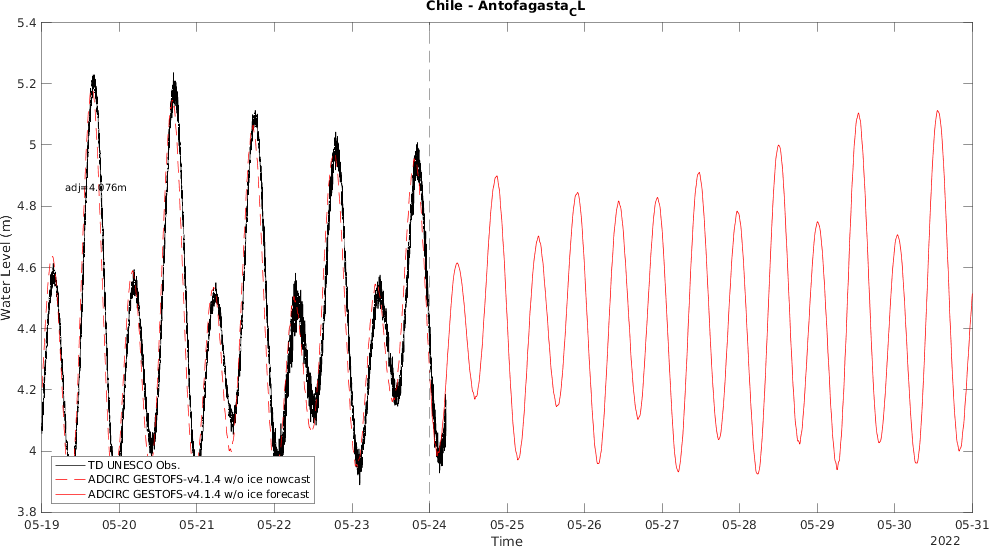 Chile - Antofagasta_CL
5.4
5.2
5
4.8
4.6
4.4
4.2
4
3.8
Water Level (m)
adj=4.076m
TD UNESCO Obs.
ADCIRC GESTOFS-v4.1.4 w/o ice nowcast
ADCIRC GESTOFS-v4.1.4 w/o ice forecast
05-19 05-20 05-21 05-22 05-23 05-24 05-25 05-26 05-27 05-28 05-29 05-30 05-31
Time
2022